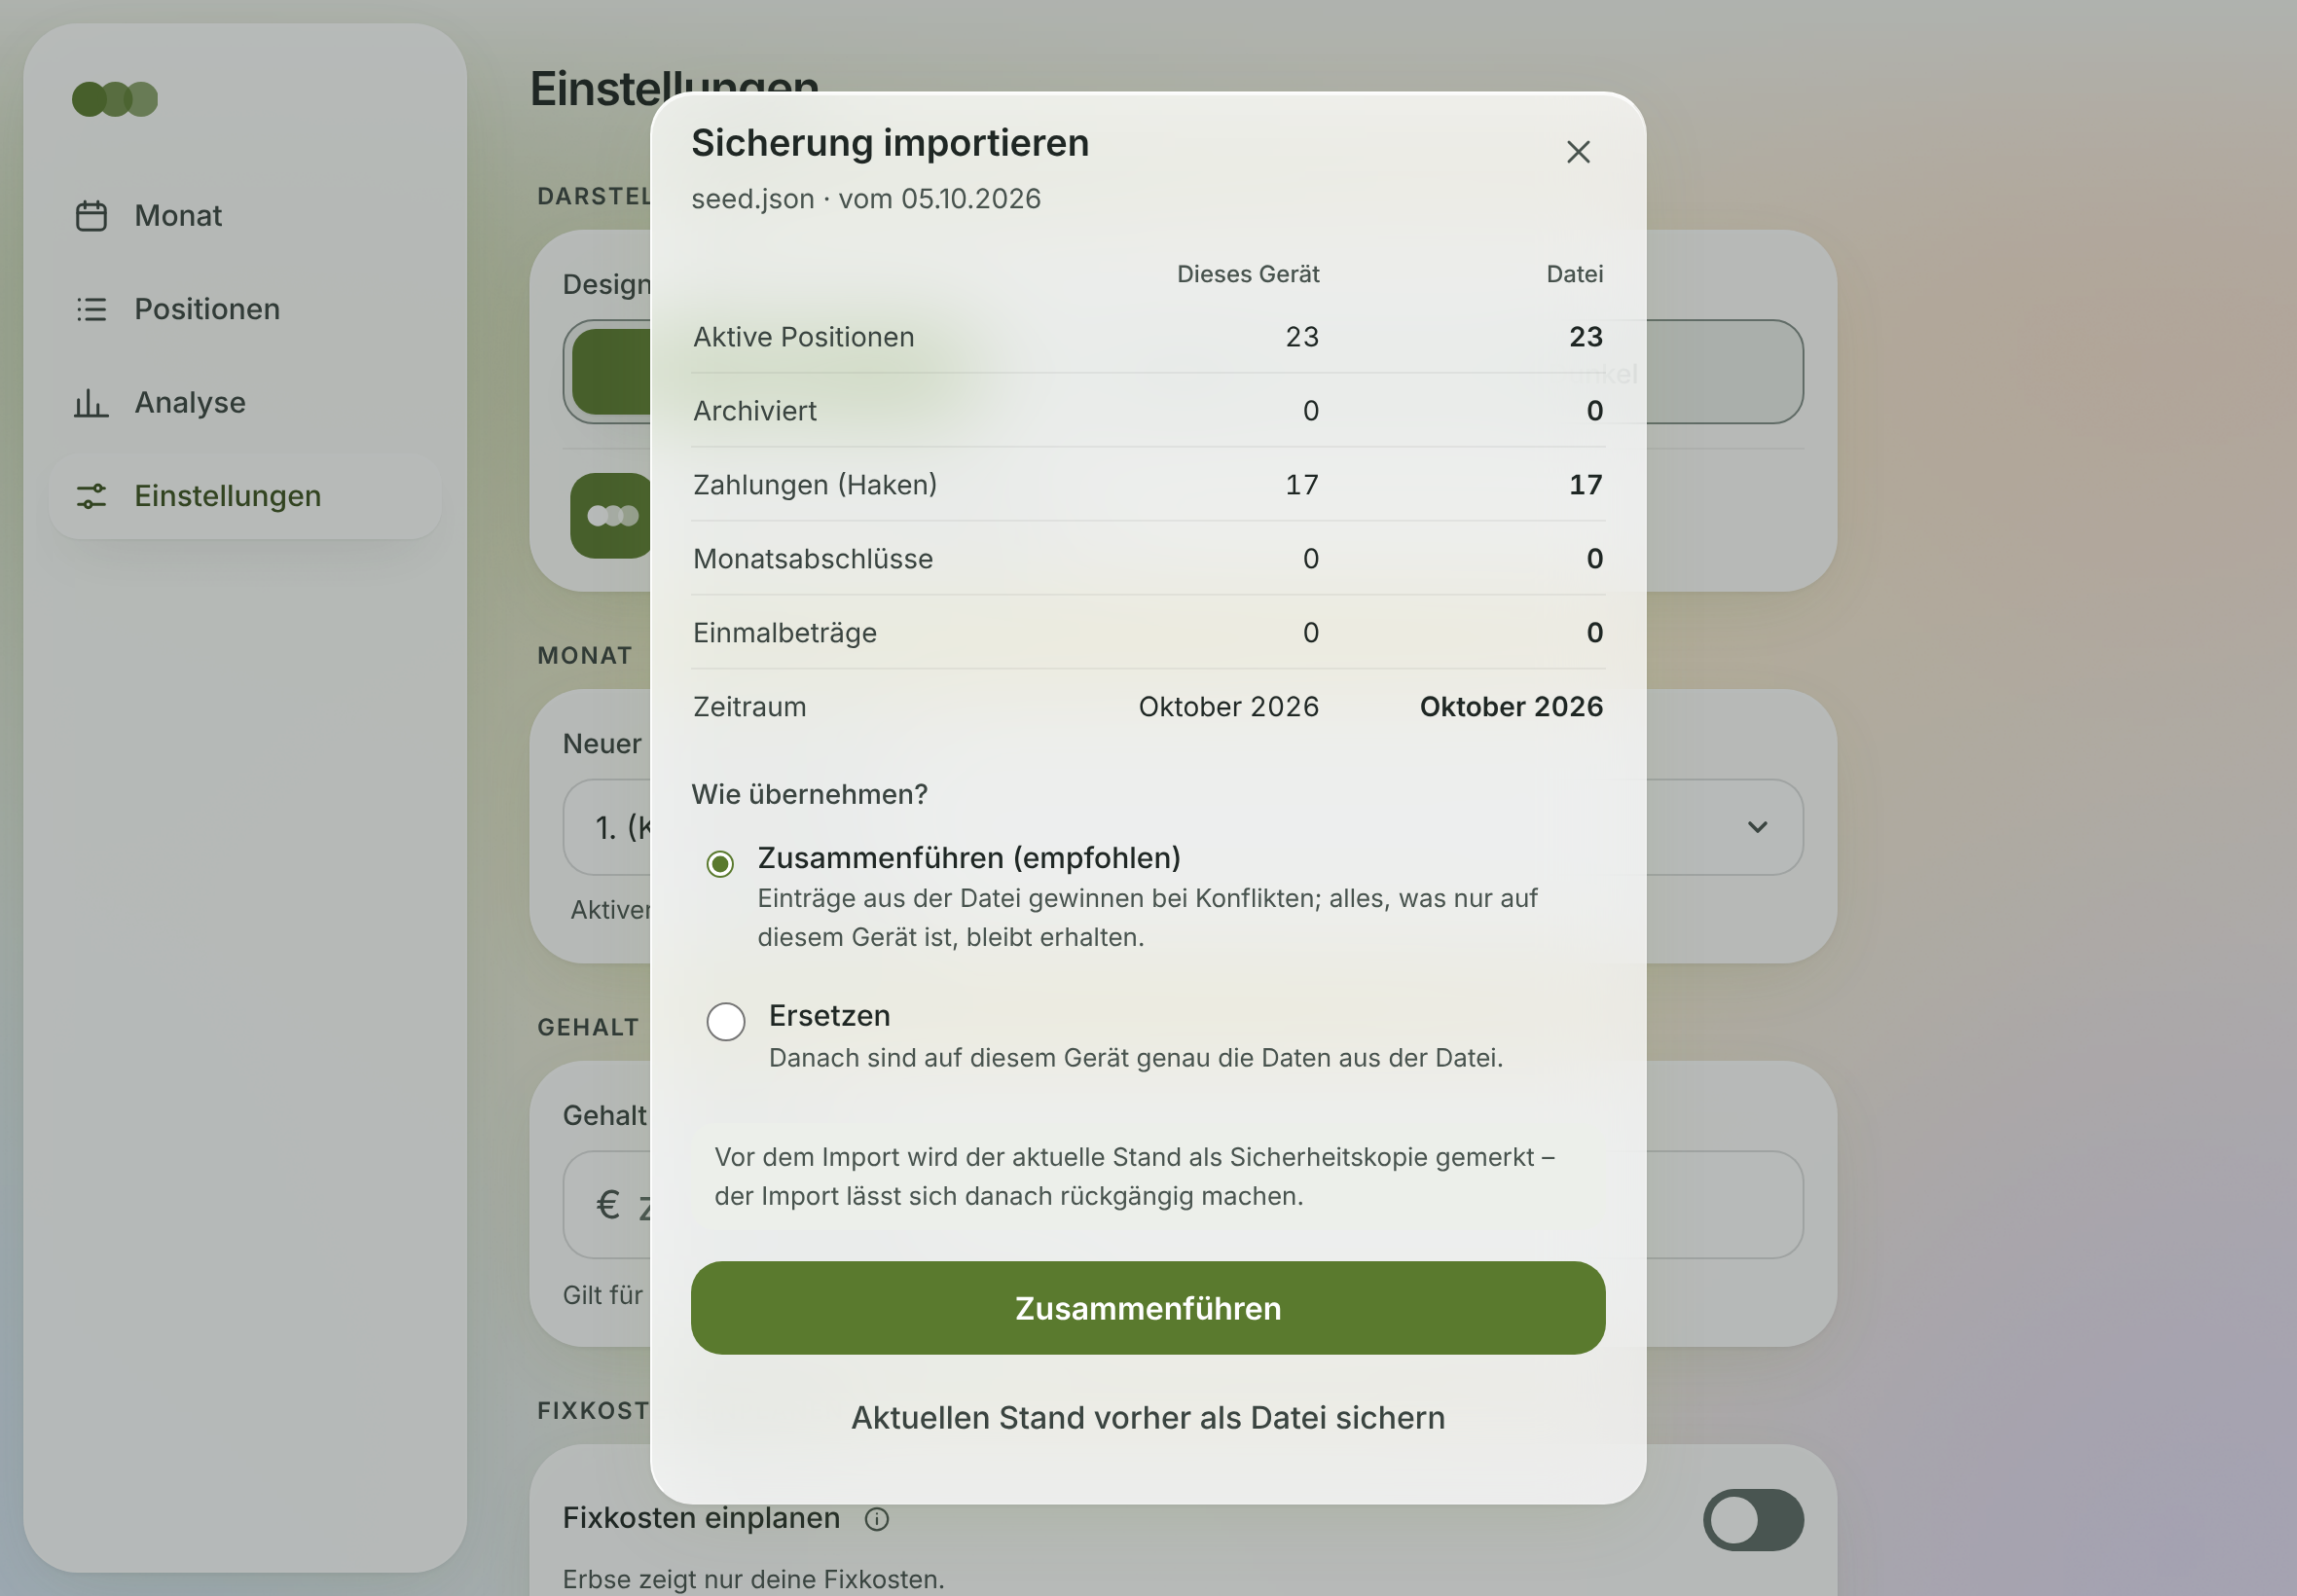 Monat
Positionen
Analyse
Einstellungen
Einstellungen
Sicherung importieren
seed.json · vom 05.10.2026
Dieses Gerät Datei
Aktive Positionen 23 23
Archiviert 0 0
Zahlungen (Haken) 17 17
Monatsabschlüsse 0 0
Einmalbeträge 0 0
Zeitraum Oktober 2026 Oktober 2026
Wie übernehmen?
Zusammenführen (empfohlen)
Einträge aus der Datei gewinnen bei Konflikten; alles, was nur auf
diesem Gerät ist, bleibt erhalten.
Ersetzen
Danach sind auf diesem Gerät genau die Daten aus der Datei.
Vor dem Import wird der aktuelle Stand als Sicherheitskopie gemerkt –
der Import lässt sich danach rückgängig machen.
Zusammenführen
Aktuellen Stand vorher als Datei sichern
Design
MONAT
Neuer
1.
GEHALT
Gehalt
€
Gilt für
Fixkosten einplanen
Erbse zeigt nur deine Fixkosten.